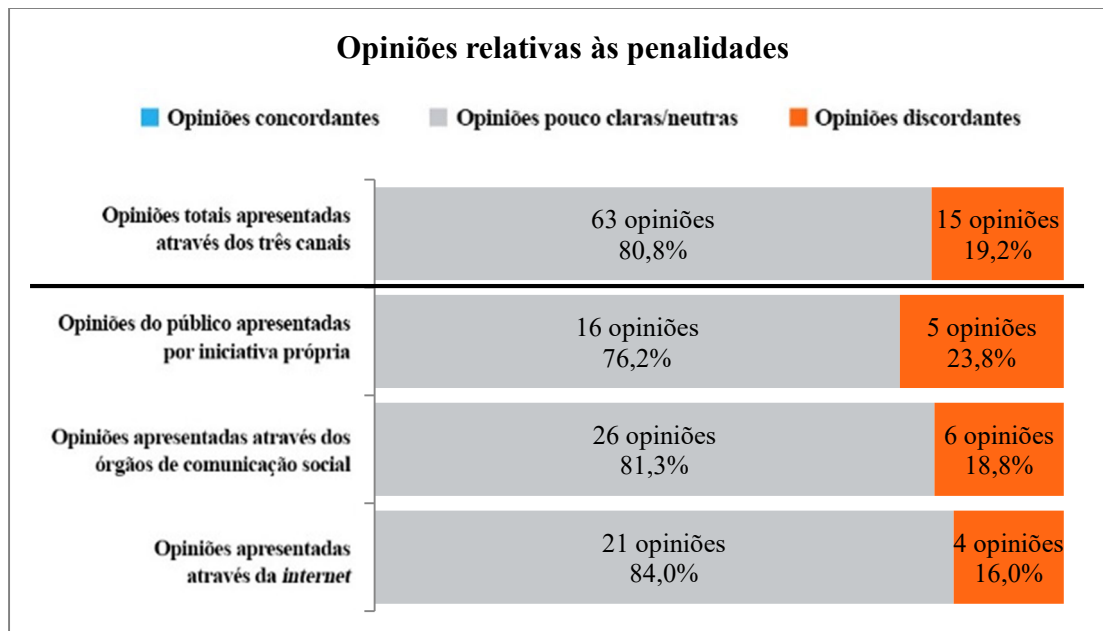 Opiniões relativas às penalidades
Opiniões concordantes
Opiniões pouco claras/neutras
Opiniões discordantes
Opiniões totais apresentadas
através dos três canais
63 opiniões
80,8%
15 opiniões
19,2%
Opiniões do público apresentadas
por iniciativa própria
16 opiniões
76,2%
5 opiniões
23,8%
Opiniões apresentadas através dos
órgãos de comunicação social
26 opiniões
81,3%
6 opiniões
18,8%
Opiniões apresentadas
através da internet
21 opiniões
84,0%
4 opiniões
16,0%